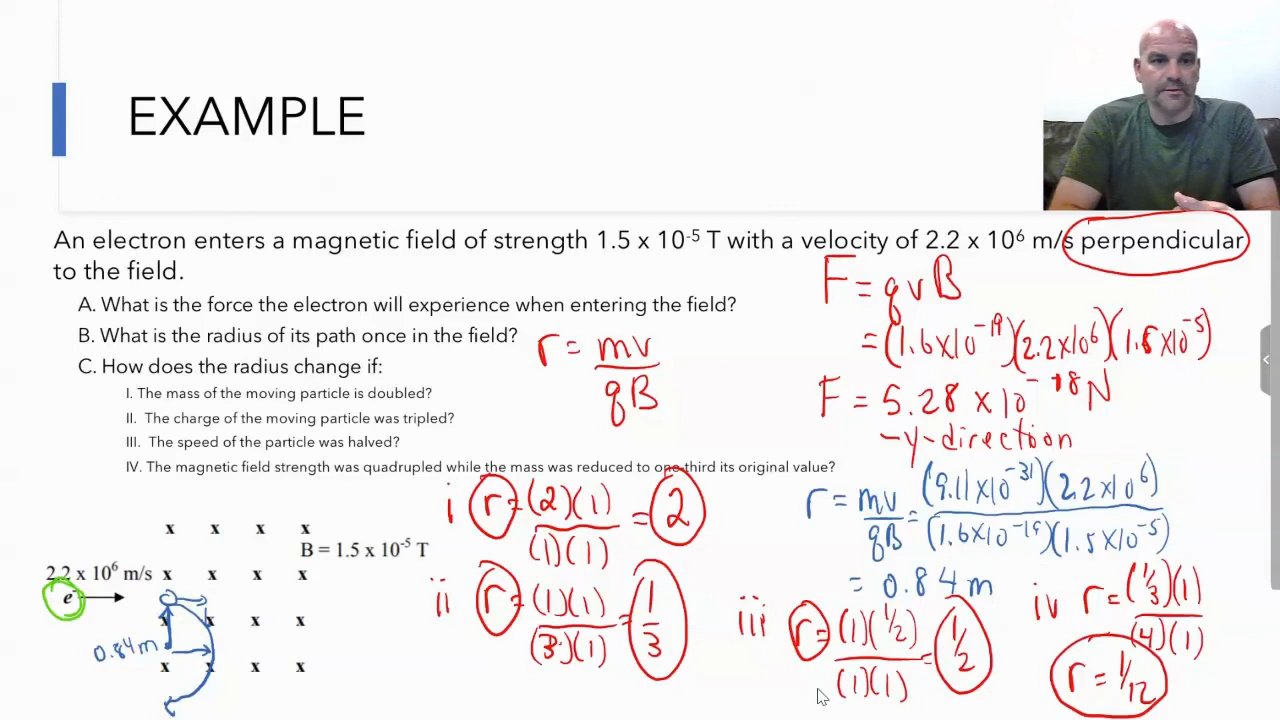 EXAMPLE
An electron enters a magnetic field of strength 1.5 x 10⁻⁵ T with a velocity of 2.2 x 10⁶ m/s perpendicular
to the field.
A. What is the force the electron will experience when entering the field?
B. What is the radius of its path once in the field?
C. How does the radius change if:
I. The mass of the moving particle is doubled?
II. The charge of the moving particle was tripled?
III. The speed of the particle was halved?
IV. The magnetic field strength was quadrupled while the mass was reduced to one-third its original value?
r = mv/qB
F = qvB
= (1.6x10⁻¹⁹)(2.2x10⁶)(1.5x10⁻⁵)
F = 5.28 x 10⁻¹⁸ N
-y-direction
r = mv/qB = (9.11x10⁻³¹)(2.2x10⁶)/(1.6x10⁻¹⁹)(1.5x10⁻⁵)
= 0.84 m
i r = (2)(1)/(1)(1) = 2
ii r = (1)(1)/(3)(1) = 1/3
iii r = (1)(1/2)/(1)(1) = 1/2
iv r = (1/3)(1)/(4)(1)
r = 1/12
x x x x
B = 1.5 x 10⁻⁵ T
2.2 x 10⁶ m/s x x x x
e⁻
x x x x
0.84m
x x x x